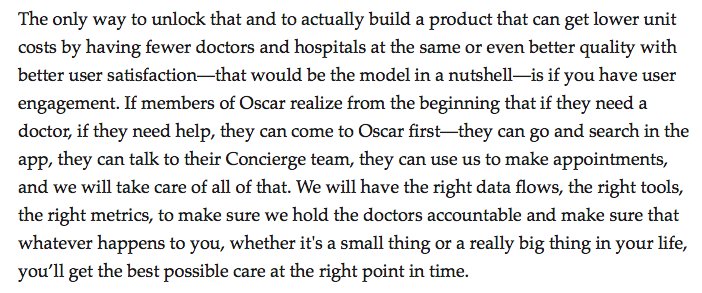 The only way to unlock that and to actually build a product that can get lower unit
costs by having fewer doctors and hospitals at the same or even better quality with
better user satisfaction—that would be the model in a nutshell—is if you have user
engagement. If members of Oscar realize from the beginning that if they need a
doctor, if they need help, they can come to Oscar first—they can go and search in the
app, they can talk to their Concierge team, they can use us to make appointments,
and we will take care of all of that. We will have the right data flows, the right tools,
the right metrics, to make sure we hold the doctors accountable and make sure that
whatever happens to you, whether it's a small thing or a really big thing in your life,
you’ll get the best possible care at the right point in time.